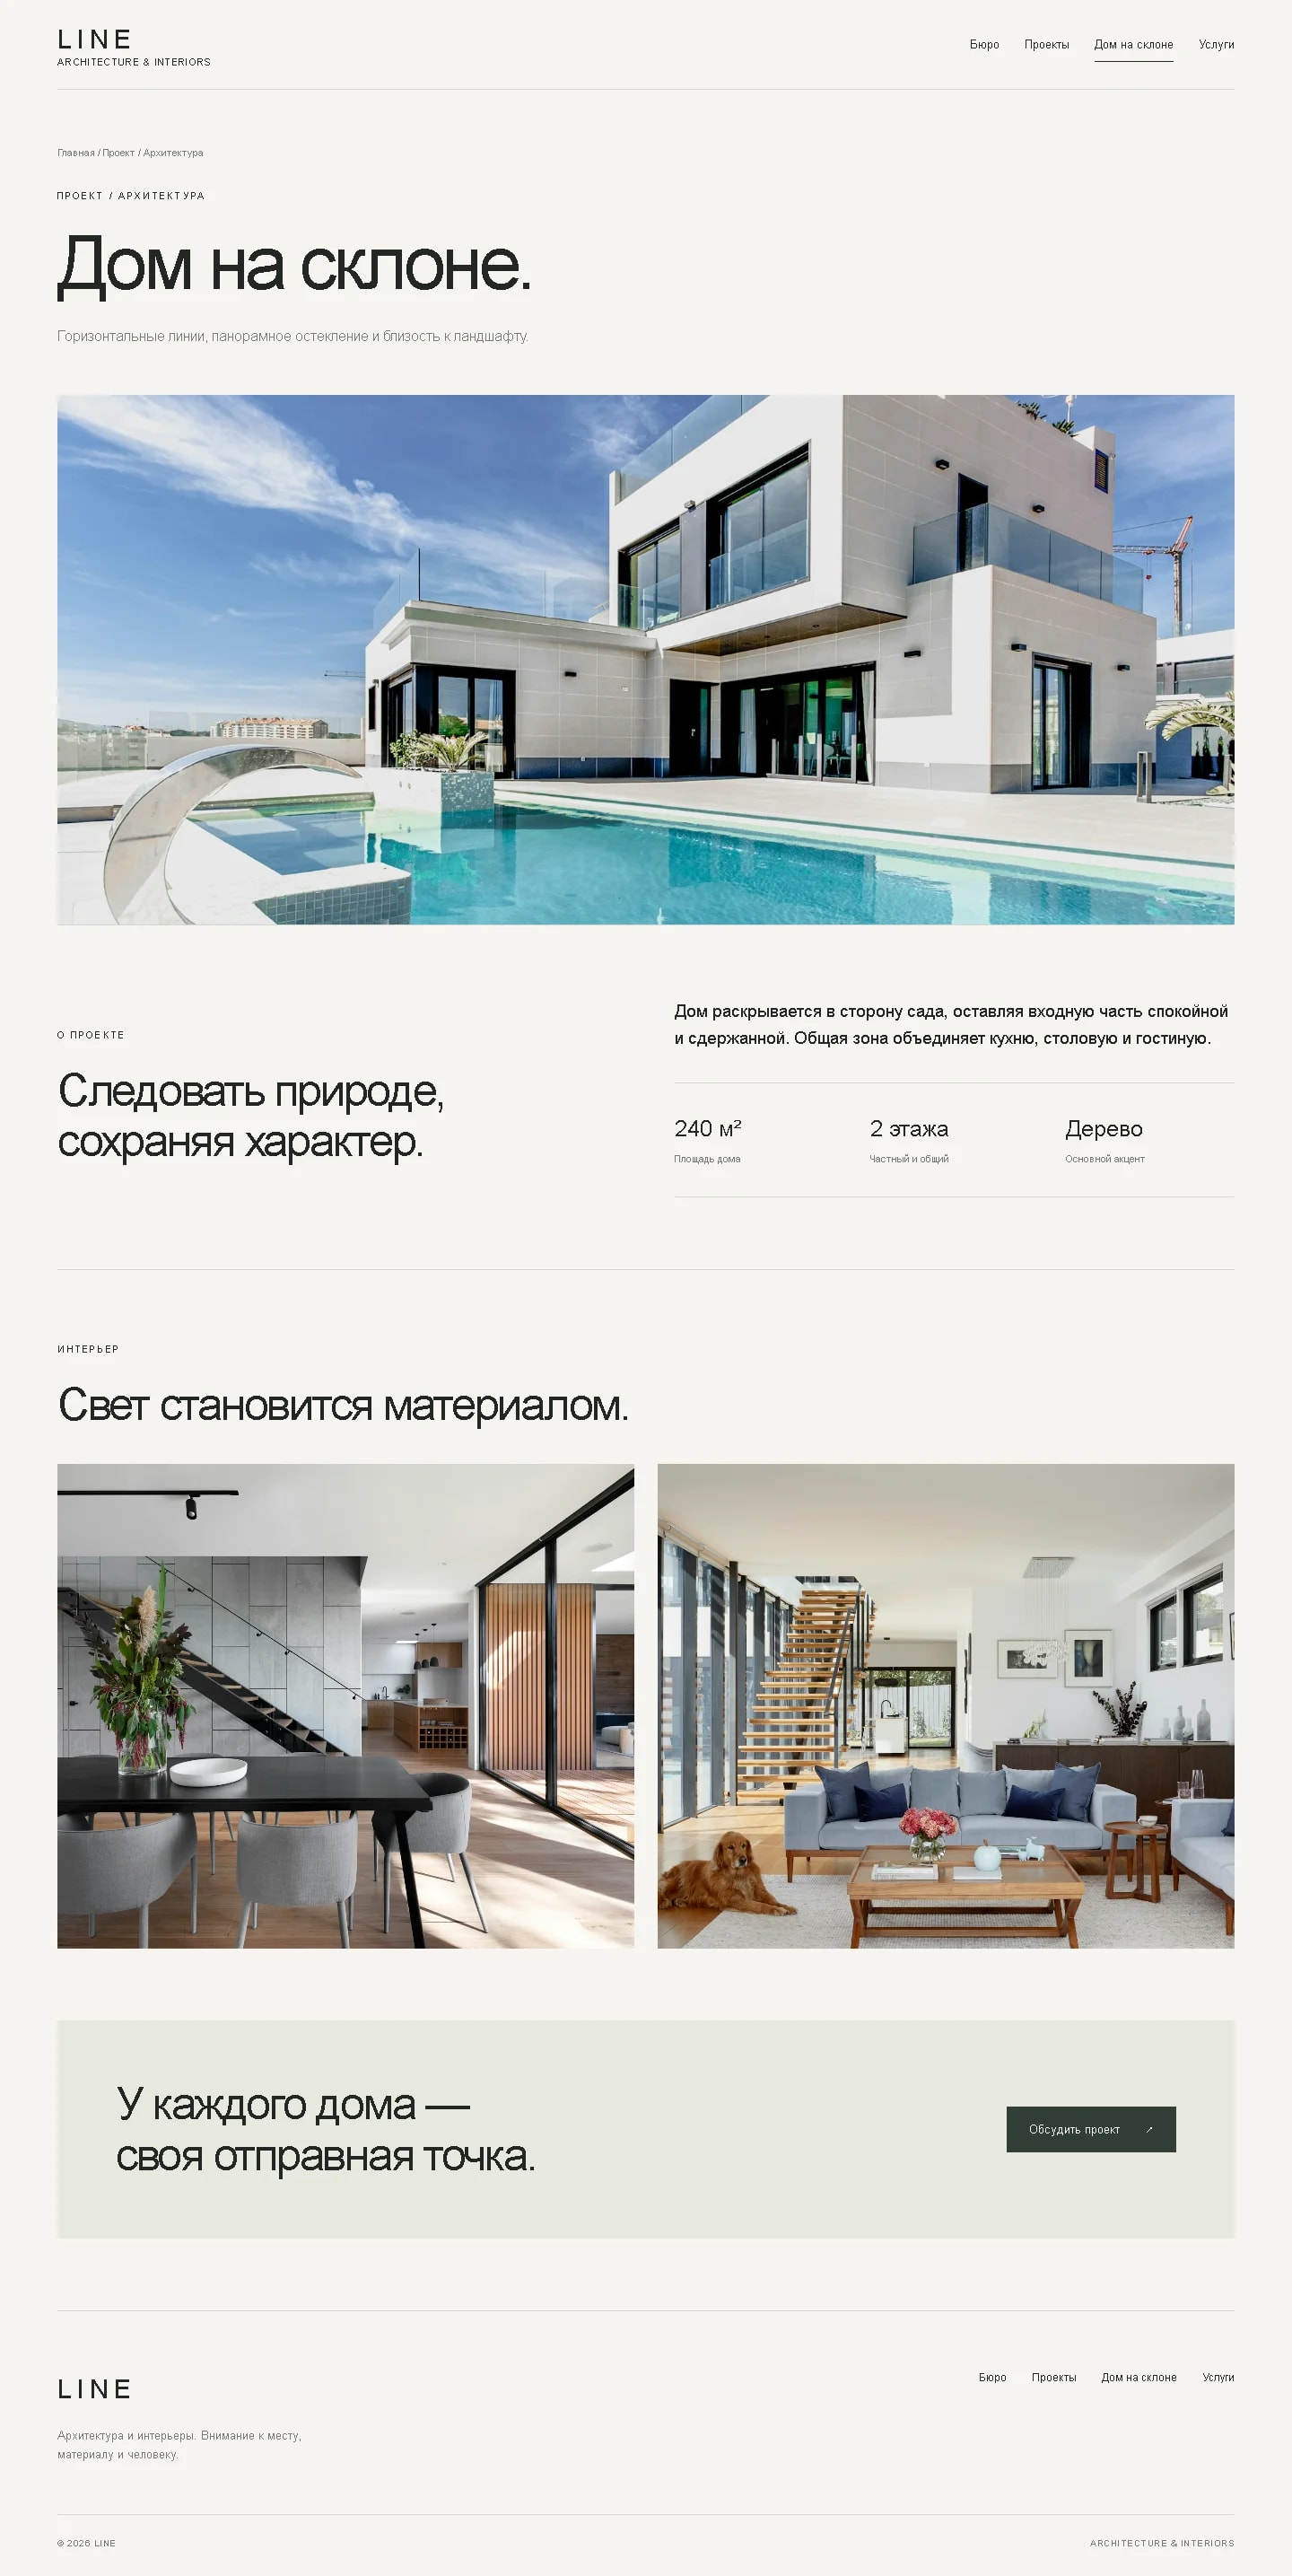 LINE
ARCHITECTURE & INTERIORS
Бюро Проекты Дом на склоне Услуги
Главная / Проект / Архитектура
ПРОЕКТ / АРХИТЕКТУРА
Дом на склоне.
Горизонтальные линии, панорамное остекление и близость к ландшафту.
О ПРОЕКТЕ
Следовать природе,
сохраняя характер.
Дом раскрывается в сторону сада, оставляя входную часть спокойной
и сдержанной. Общая зона объединяет кухню, столовую и гостиную.
240 м²
Площадь дома
2 этажа
Частный и общий
Дерево
Основной акцент
ИНТЕРЬЕР
Свет становится материалом.
У каждого дома —
своя отправная точка.
Обсудить проект ↗
LINE
Архитектура и интерьеры. Внимание к месту,
материалу и человеку.
Бюро Проекты Дом на склоне Услуги
© 2026 LINE
ARCHITECTURE & INTERIORS